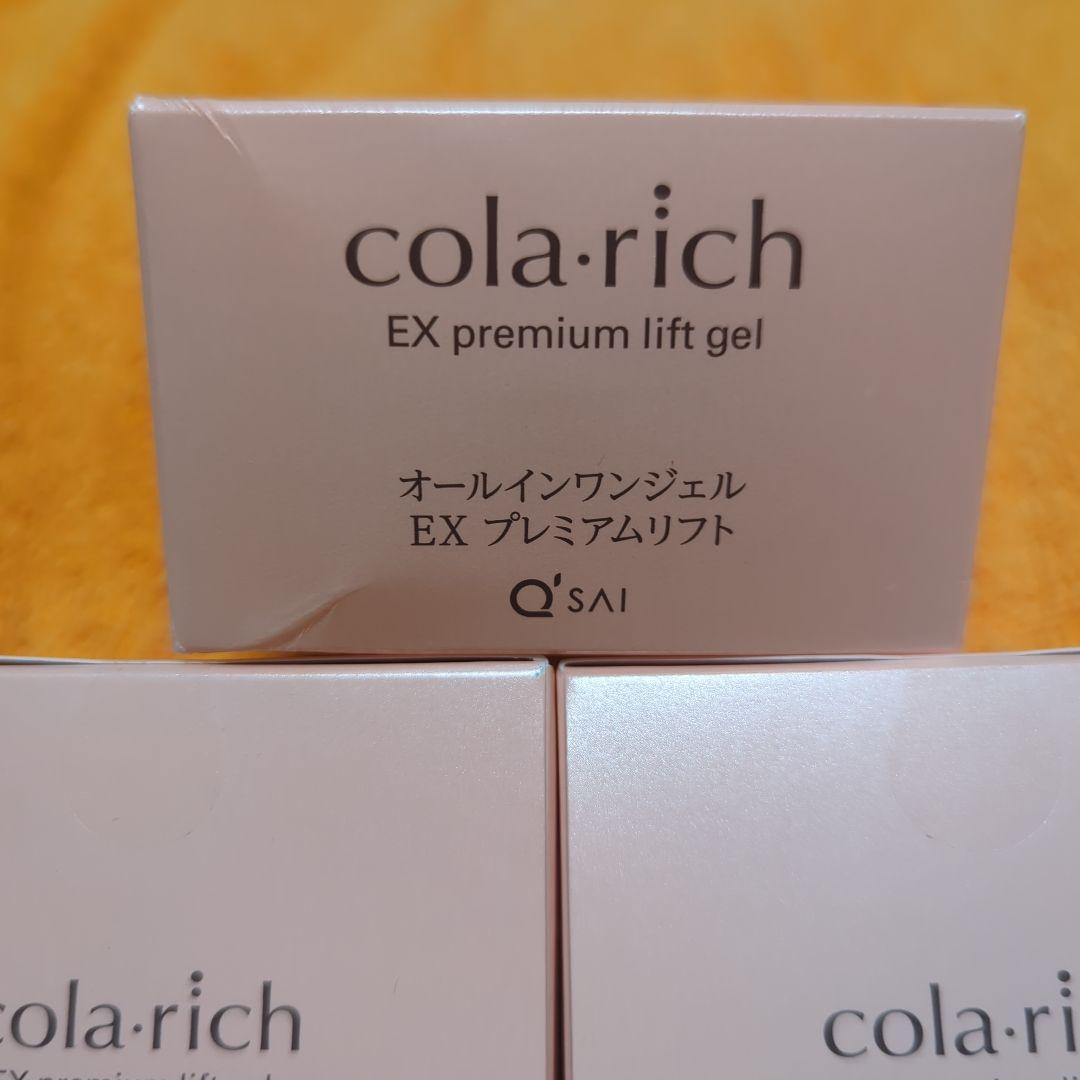 cola·rich
EX premium lift gel
オールインワンジェル
EX プレミアムリフト
Q'SAI
cola·rich
cola·ri